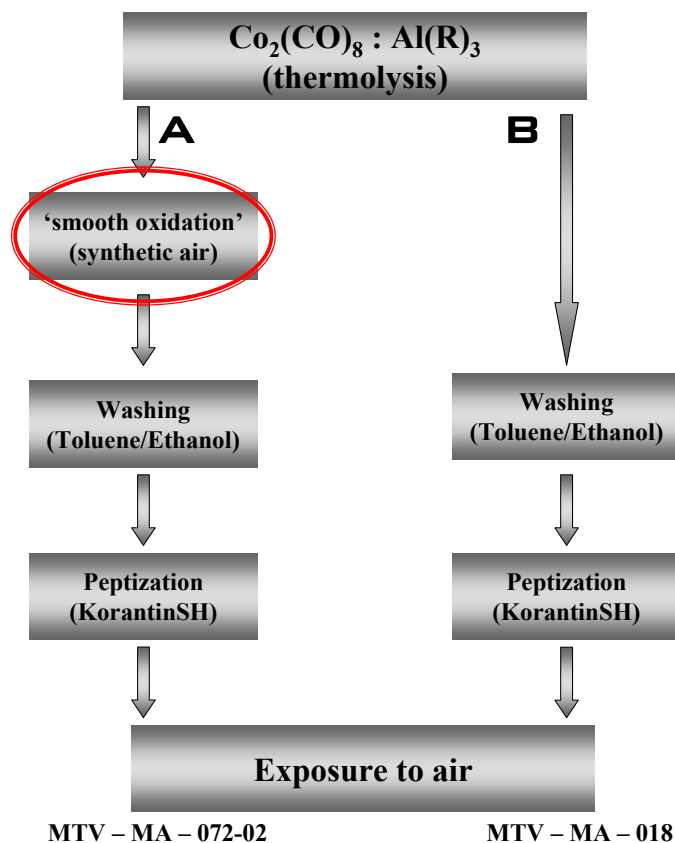 Co₂(CO)₈ : Al(R)₃
(thermolysis)
A
B
‘smooth oxidation’
(synthetic air)
Washing
(Toluene/Ethanol)
Washing
(Toluene/Ethanol)
Peptization
(KorantinSH)
Peptization
(KorantinSH)
Exposure to air
MTV – MA – 072-02
MTV – MA – 018